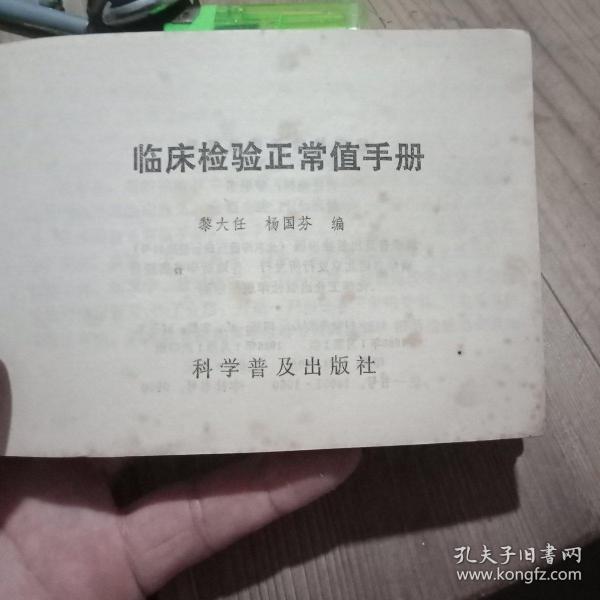 临床检验正常值手册
黎大任 杨国芬 编
科学普及出版社
孔夫子旧書网
www.kongfz.com